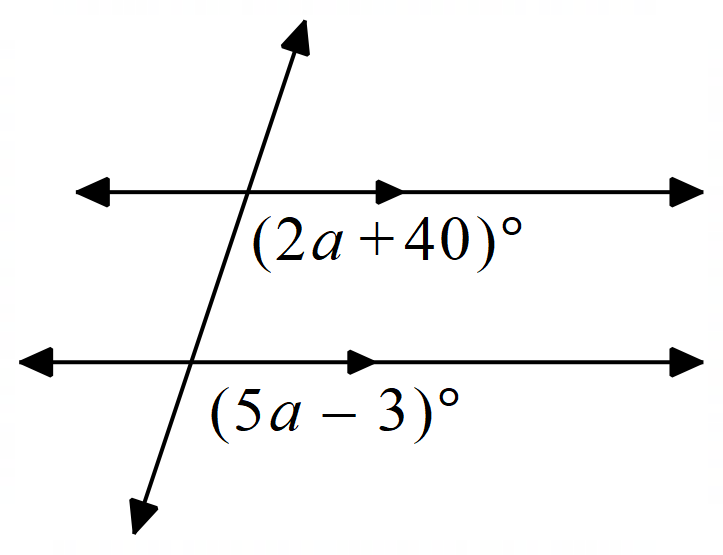 (2a + 40)°
(5a – 3)°